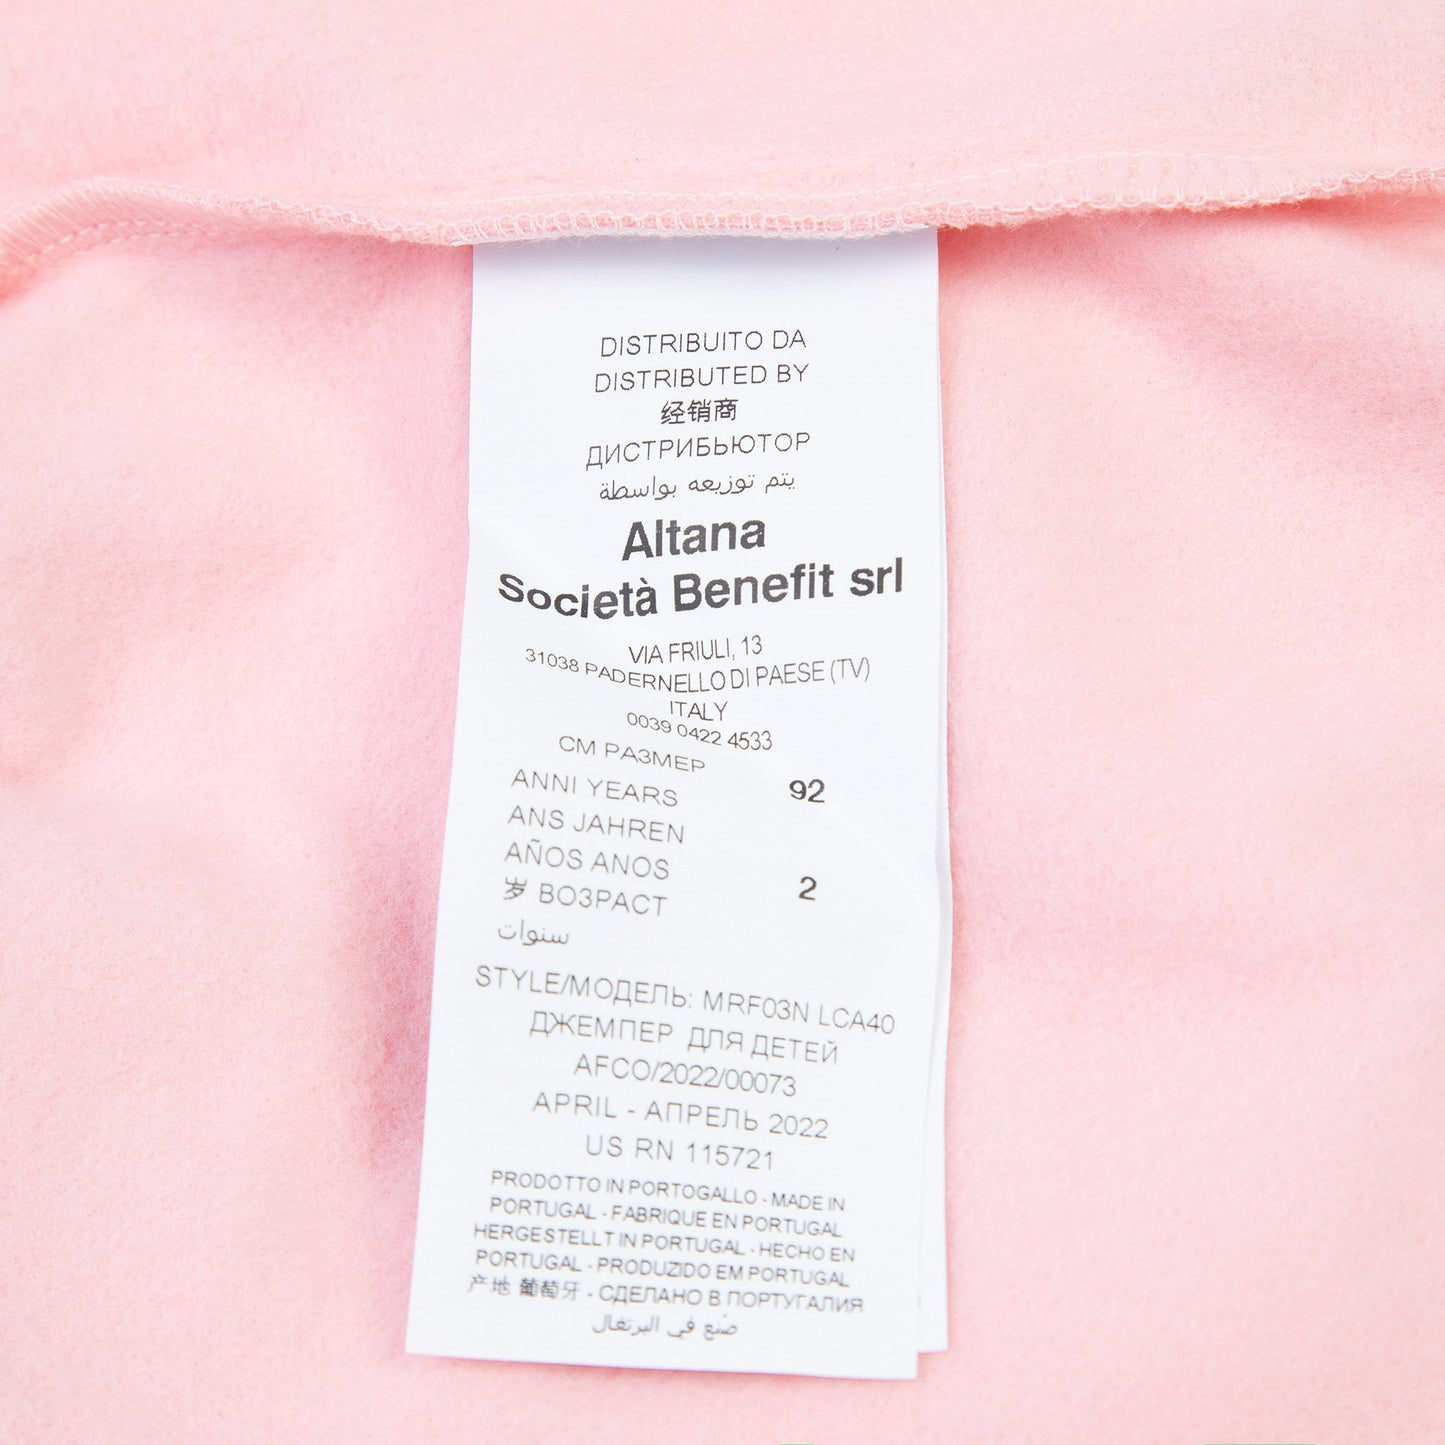 DISTRIBUITO DA
DISTRIBUTED BY
经销商
ДИСТРИБЬЮТОР
يتم توزيعه بواسطة
Altana
Società Benefit srl
VIA FRIULI, 13
31038 PADERNELLO DI PAESE (TV)
ITALY
0039 0422 4533
СМ РАЗМЕР 92
ANNI YEARS
ANS JAHREN
AÑOS ANOS 2
岁 ВОЗРАСТ
سنوات
STYLE/МОДЕЛЬ: MRF03N LCA40
ДЖЕМПЕР ДЛЯ ДЕТЕЙ
AFCO/2022/00073
APRIL - АПРЕЛЬ 2022
US RN 115721
PRODOTTO IN PORTOGALLO - MADE IN
PORTUGAL - FABRIQUE EN PORTUGAL
HERGESTELLT IN PORTUGAL - HECHO EN
PORTUGAL - PRODUZIDO EM PORTUGAL
产地 葡萄牙 - СДЕЛАНО В ПОРТУГАЛИЯ
صُنع في البرتغال